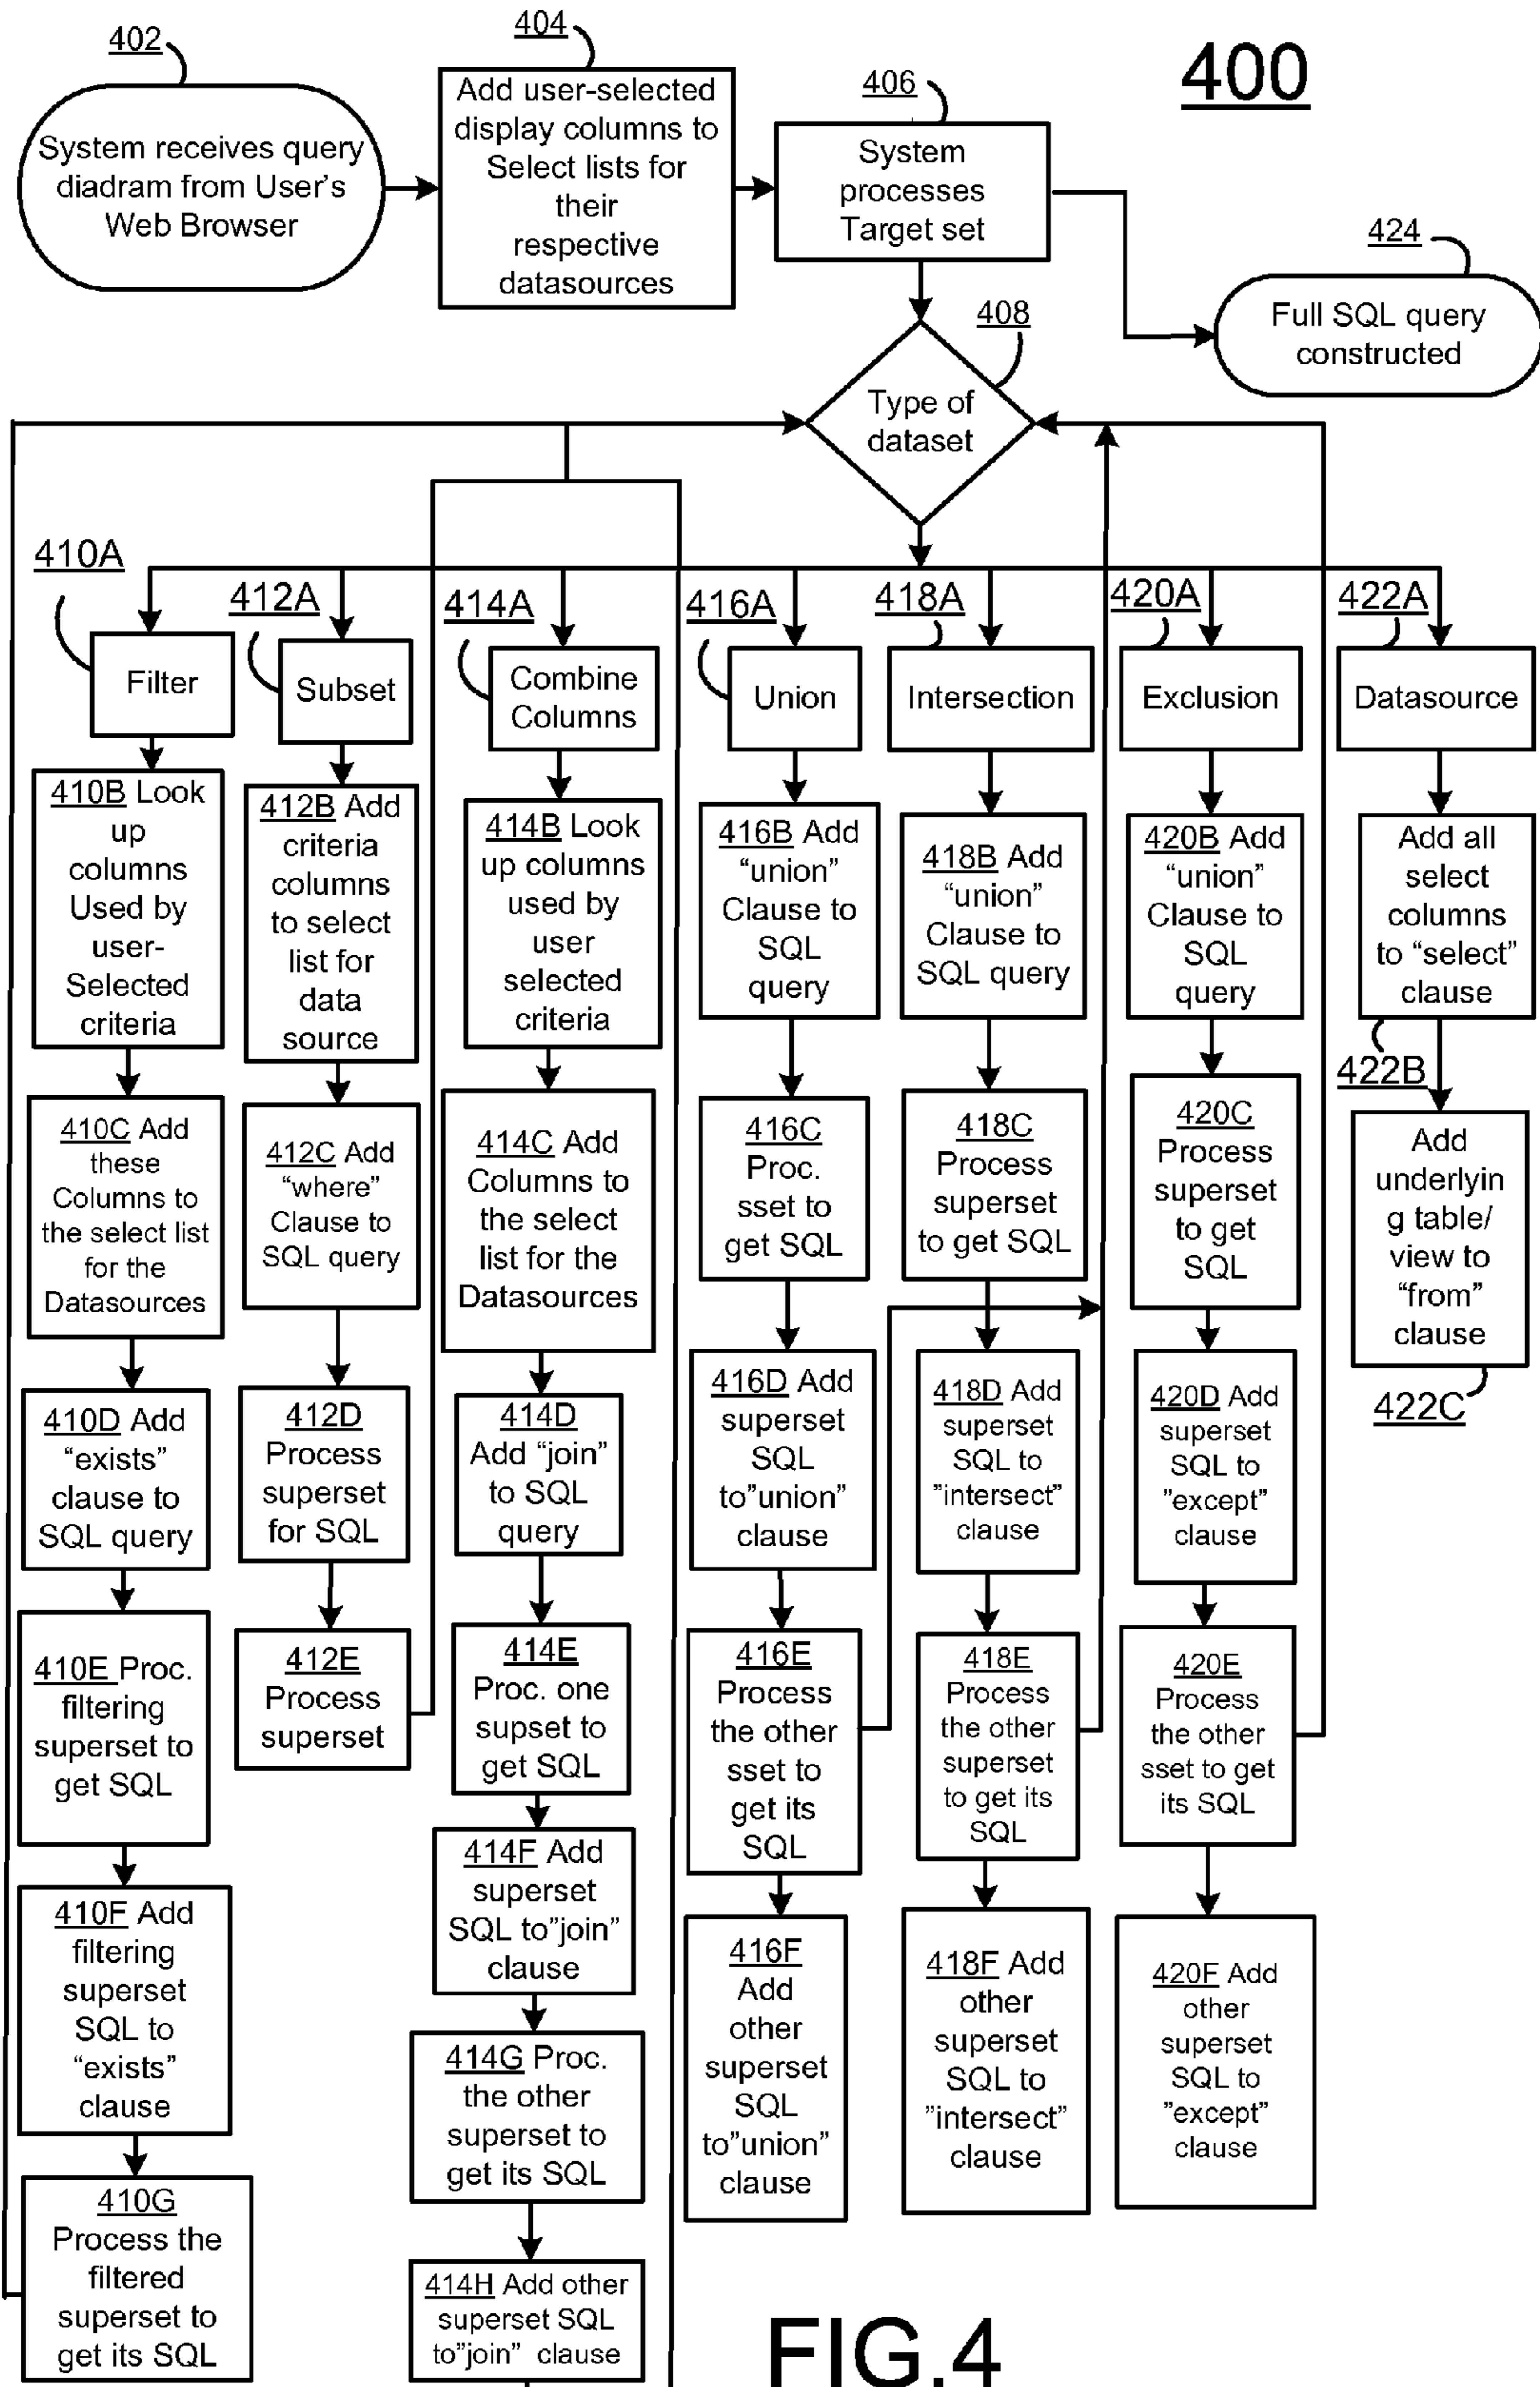 402
System receives query
diadram from User's
Web Browser
404
Add user-selected
display columns to
Select lists for
their
respective
datasources
406
System
processes
Target set
400
424
Full SQL query
constructed
408
Type of
dataset
410A
Filter
410B Look
up
columns
Used by
user-
Selected
criteria
410C Add
these
Columns to
the select list
for the
Datasources
410D Add
“exists”
clause to
SQL query
410E Proc.
filtering
superset to
get SQL
410F Add
filtering
superset
SQL to
“exists”
clause
410G
Process the
filtered
superset to
get its SQL
412A
Subset
412B Add
criteria
columns
to select
list for
data
source
412C Add
“where”
Clause to
SQL query
412D
Process
superset
for SQL
412E
Process
superset
414A
Combine
Columns
414B Look
up columns
used by
user
selected
criteria
414C Add
Columns to
the select
list for the
Datasources
414D
Add “join”
to SQL
query
414E
Proc. one
supset to
get SQL
414F Add
superset
SQL to”join”
clause
414G Proc.
the other
superset to
get its SQL
414H Add other
superset SQL
to”join” clause
416A
Union
416B Add
“union”
Clause to
SQL
query
416C
Proc.
sset to
get SQL
416D Add
superset
SQL
to”union”
clause
416E
Process
the other
sset to
get its
SQL
416F
Add
other
superset
SQL
to”union”
clause
418A
Intersection
418B Add
“union”
Clause to
SQL query
418C
Process
superset
to get SQL
418D Add
superset
SQL to
”intersect”
clause
418E
Process
the other
superset
to get its
SQL
418F Add
other
superset
SQL to
”intersect”
clause
420A
Exclusion
420B Add
“union”
Clause to
SQL
query
420C
Process
superset
to get
SQL
420D Add
superset
SQL to
”except”
clause
420E
Process
the other
sset to get
its SQL
420F Add
other
superset
SQL to
”except”
clause
422A
Datasource
Add all
select
columns
to “select”
clause
422B
Add
underlyin
g table/
view to
“from”
clause
422C
FIG.4